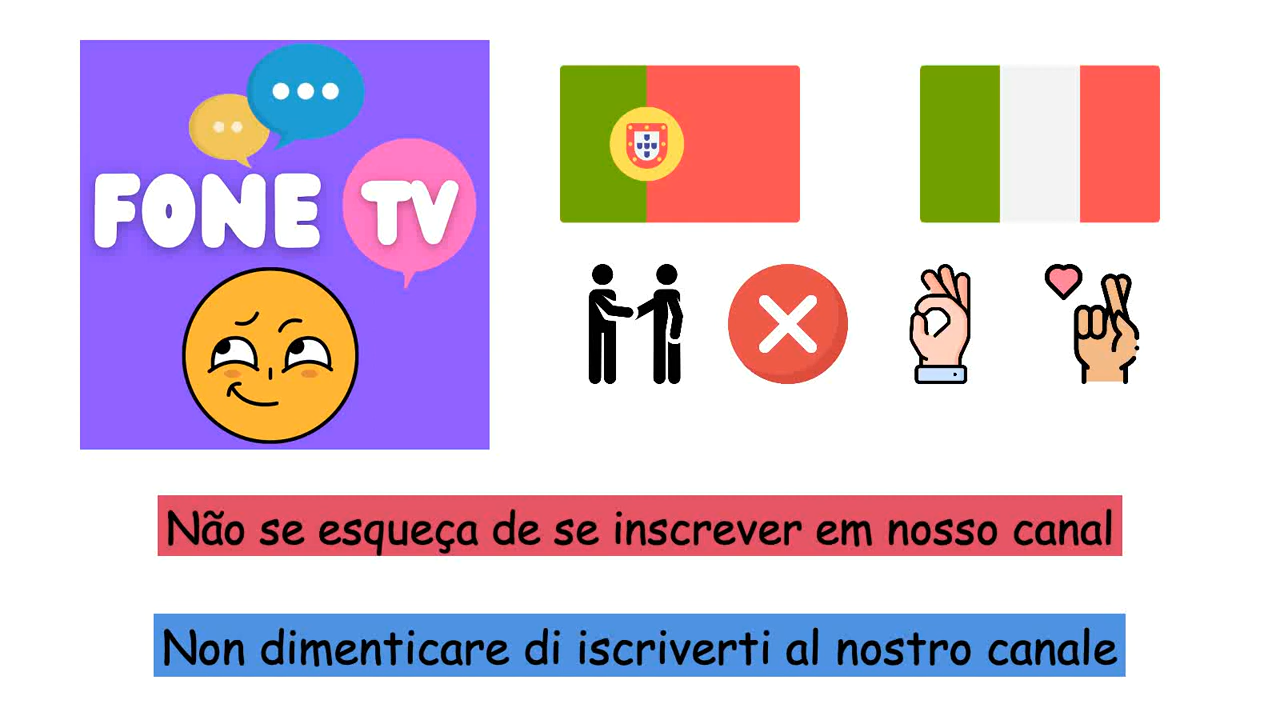 FONE TV
Não se esqueça de se inscrever em nosso canal
Non dimenticare di iscriverti al nostro canale